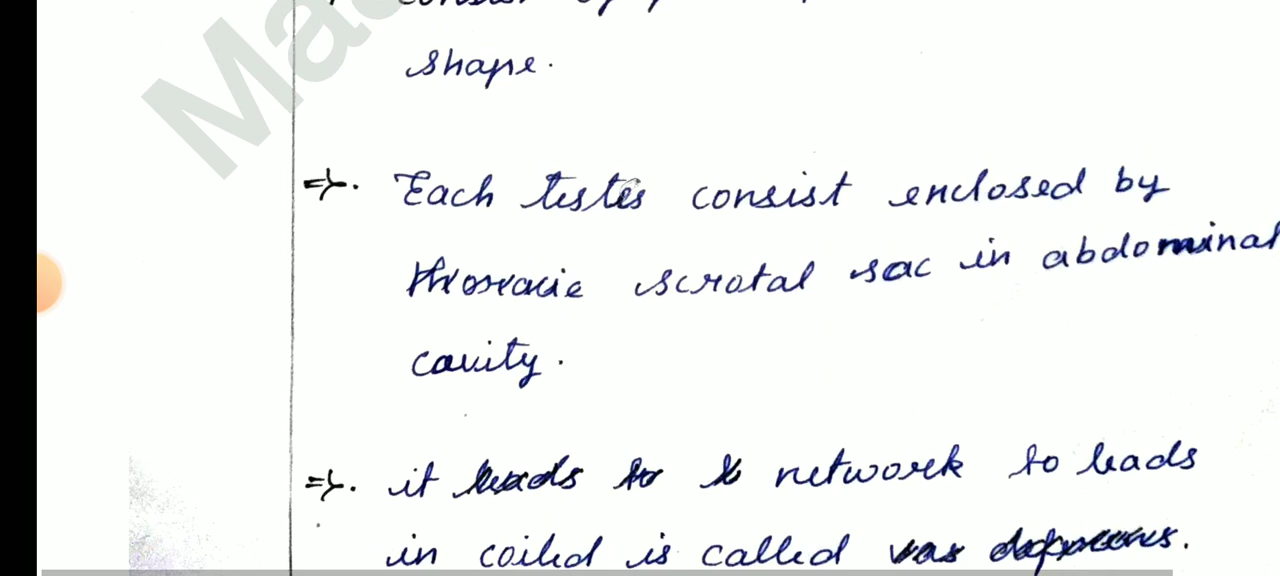 shape.
=>. Each testis consist enclosed by
thoracic scrotal sac in abdominal
cavity.
=>. it leads to network to leads
in coiled is called vas deferens.